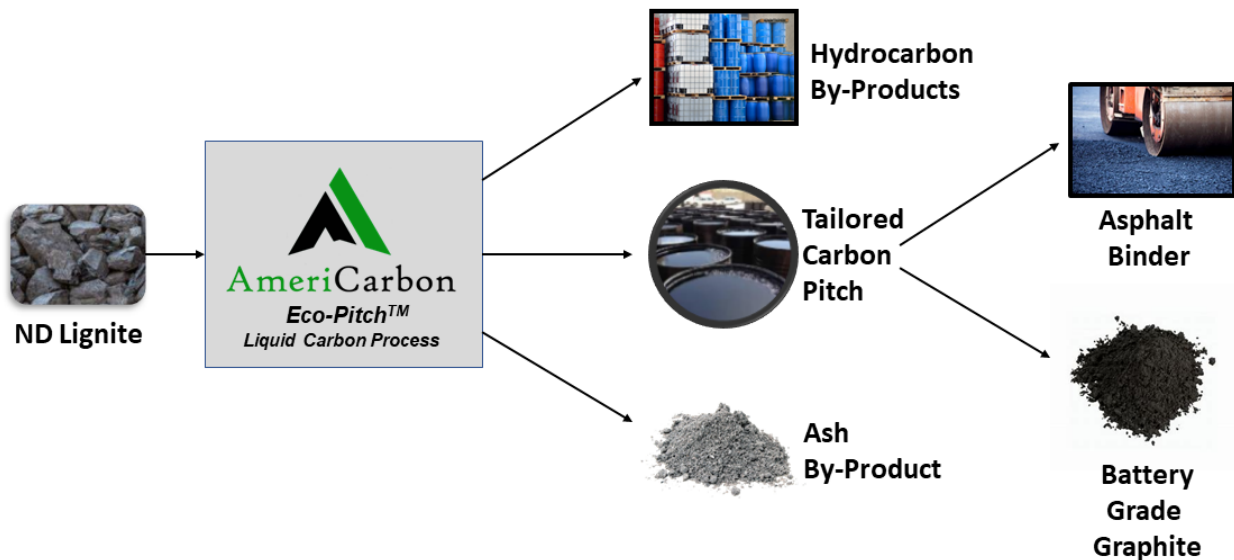 ND Lignite
AmeriCarbon
Eco-Pitch™
Liquid Carbon Process
Hydrocarbon
By-Products
Tailored
Carbon
Pitch
Ash
By-Product
Asphalt
Binder
Battery
Grade
Graphite